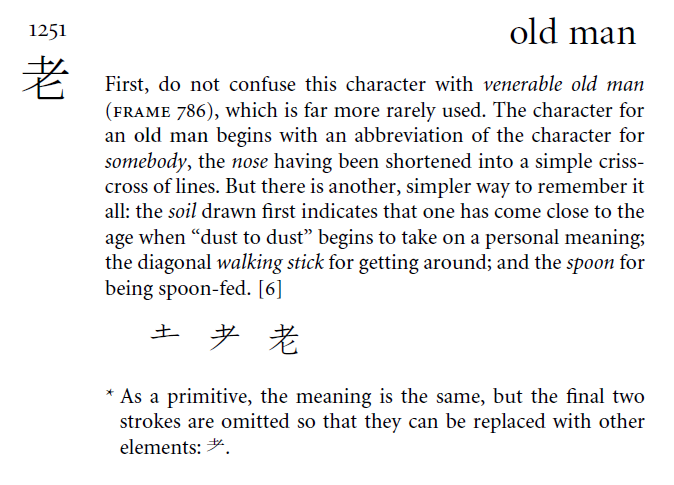 1251
old man
老
First, do not confuse this character with venerable old man
(FRAME 786), which is far more rarely used. The character for
an old man begins with an abbreviation of the character for
somebody, the nose having been shortened into a simple criss-
cross of lines. But there is another, simpler way to remember it
all: the soil drawn first indicates that one has come close to the
age when “dust to dust” begins to take on a personal meaning;
the diagonal walking stick for getting around; and the spoon for
being spoon-fed. [6]
土 耂 老
* As a primitive, the meaning is the same, but the final two
strokes are omitted so that they can be replaced with other
elements: 耂.